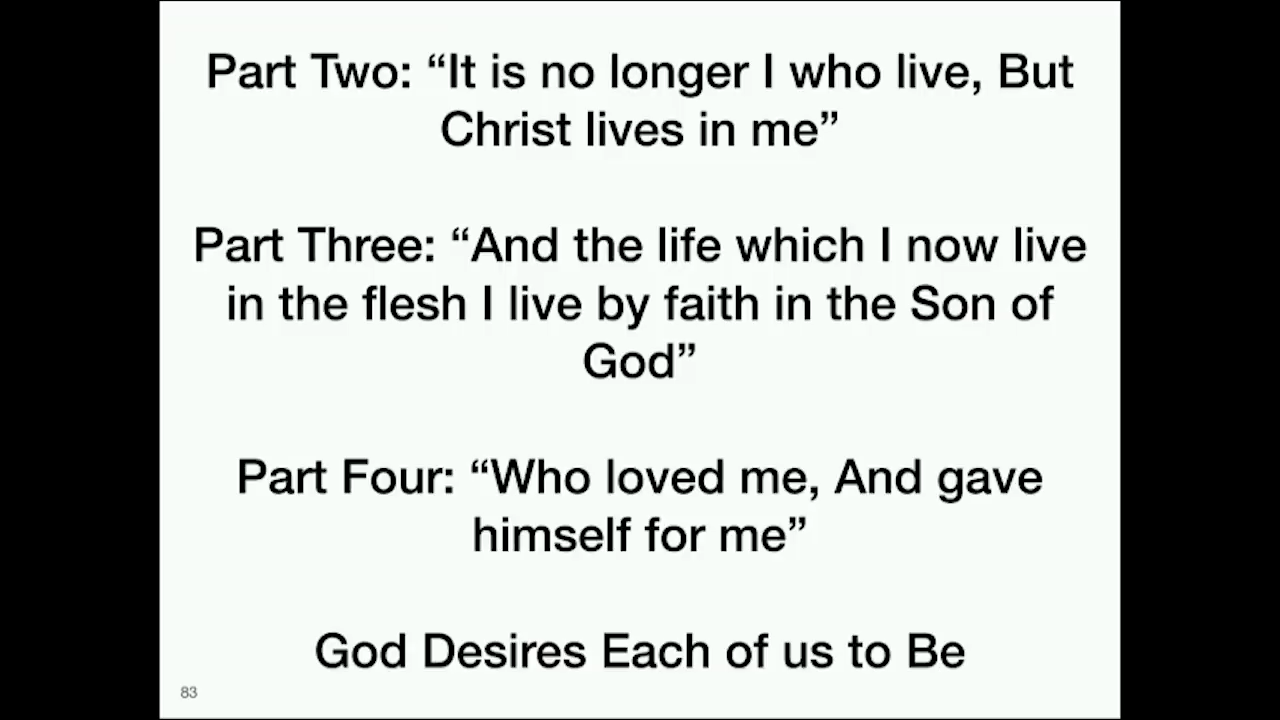 Part Two: “It is no longer I who live, But
Christ lives in me”
Part Three: “And the life which I now live
in the flesh I live by faith in the Son of
God”
Part Four: “Who loved me, And gave
himself for me”
God Desires Each of us to Be
83